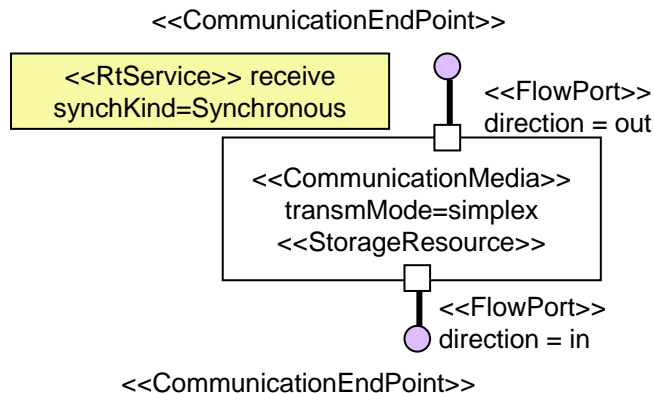 <<CommunicationEndPoint>>
<<RtService>> receive
synchKind=Synchronous
<<FlowPort>>
direction = out
<<CommunicationMedia>>
transmMode=simplex
<<StorageResource>>
<<FlowPort>>
direction = in
<<CommunicationEndPoint>>